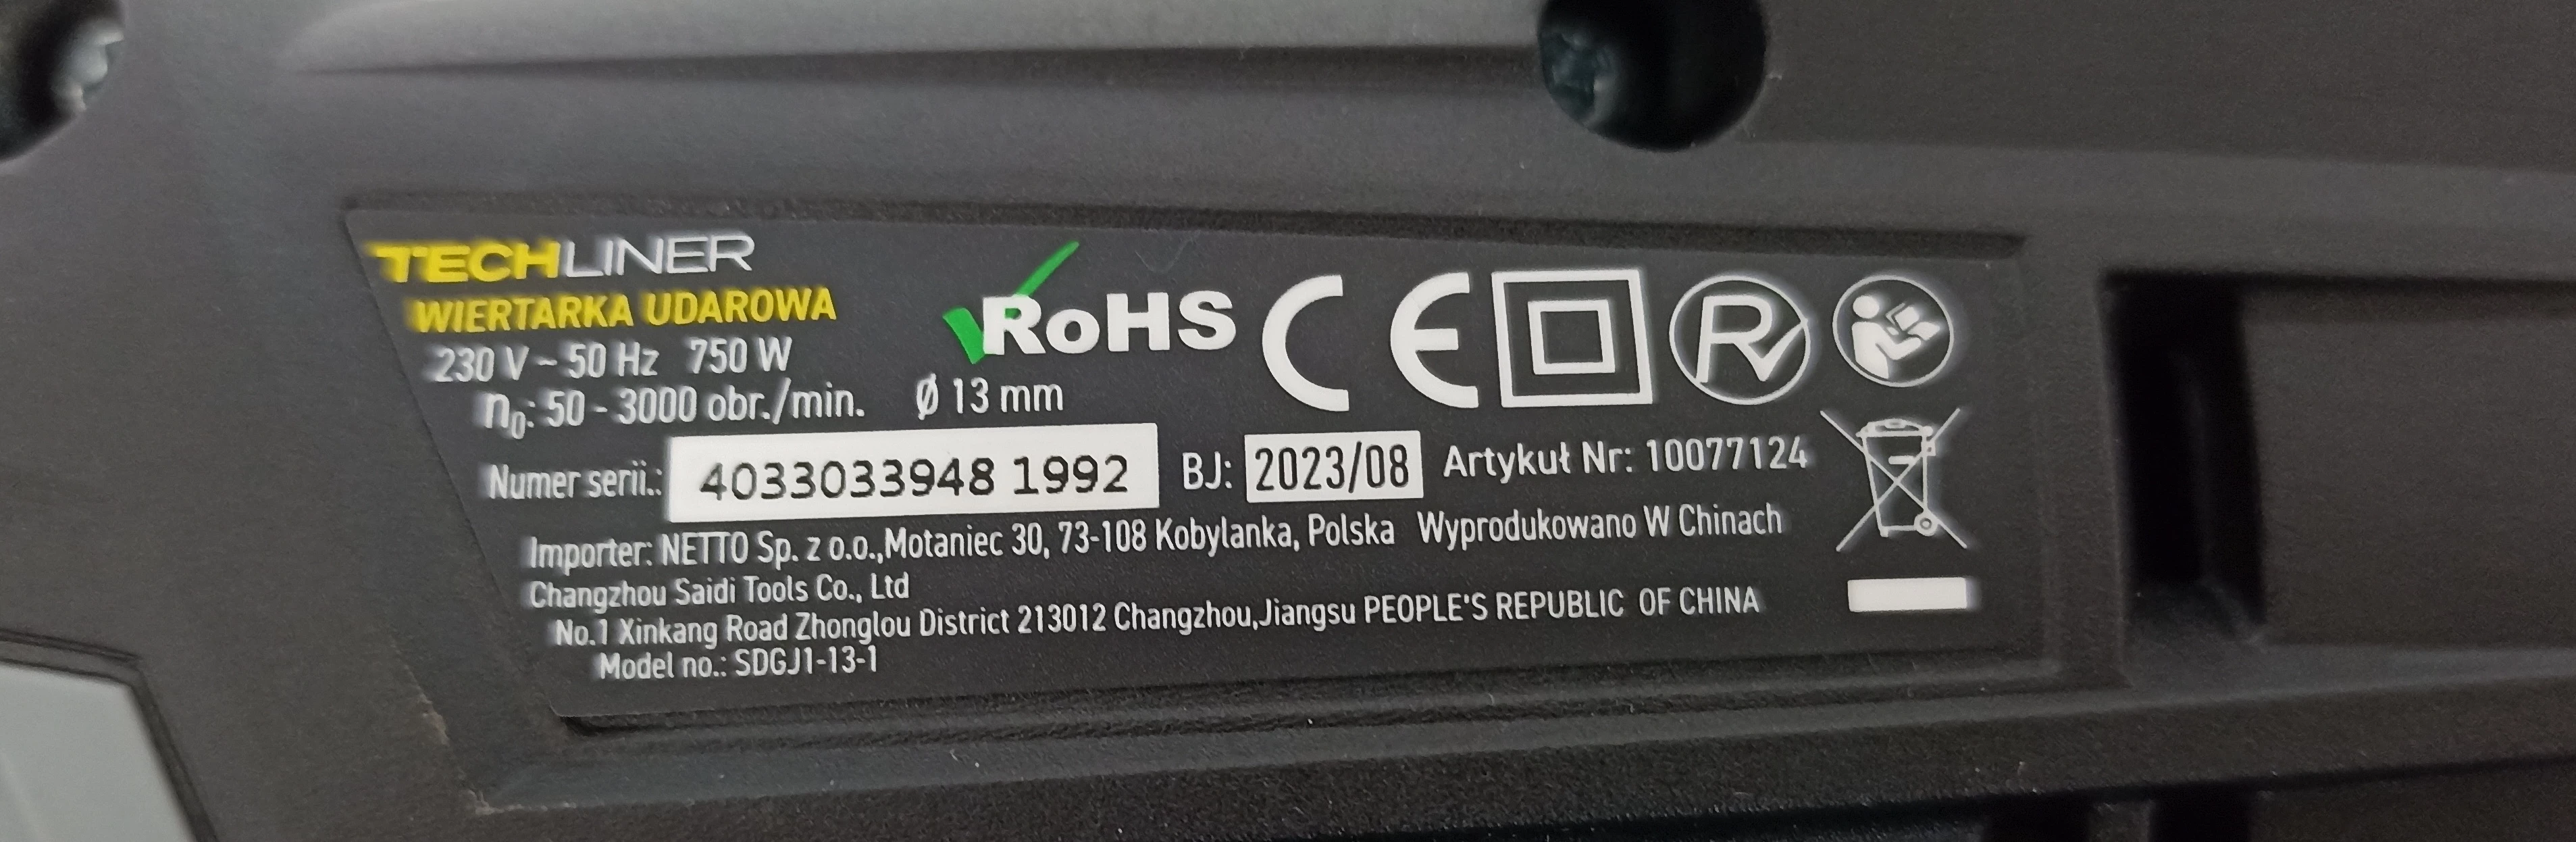 TECHLINER
WIERTARKA UDAROWA
230 V ~ 50 Hz 750 W
n0: 50 - 3000 obr./min. Ø 13 mm
RoHS CE R
Numer serii.: 4033033948 1992 BJ: 2023/08 Artykuł Nr: 10077124
Importer: NETTO Sp. z o.o.,Motaniec 30, 73-108 Kobylanka, Polska Wyprodukowano W Chinach
Changzhou Saidi Tools Co., Ltd
No.1 Xinkang Road Zhonglou District 213012 Changzhou,Jiangsu PEOPLE'S REPUBLIC OF CHINA
Model no.: SDGJ1-13-1